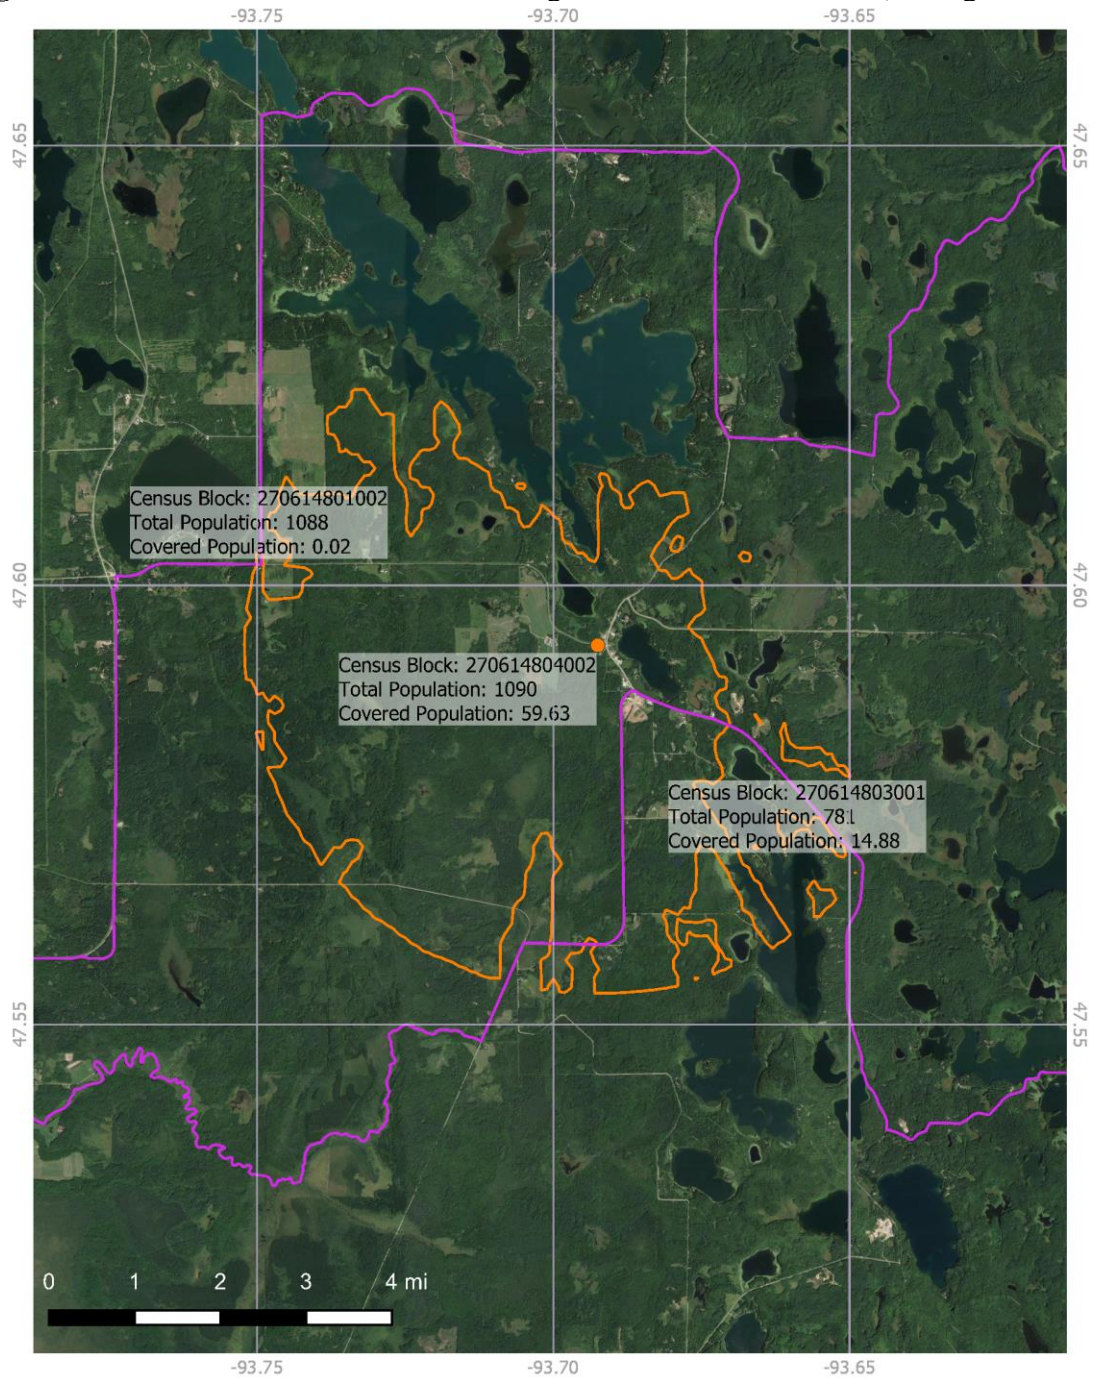 -93.75 -93.70 -93.65
47.65 47.65
Census Block: 270614801002
Total Population: 1088
Covered Population: 0.02
47.60 47.60
Census Block: 270614804002
Total Population: 1090
Covered Population: 59.63
Census Block: 270614803001
Total Population: 781
Covered Population: 14.88
47.55 47.55
0 1 2 3 4 mi
-93.75 -93.70 -93.65